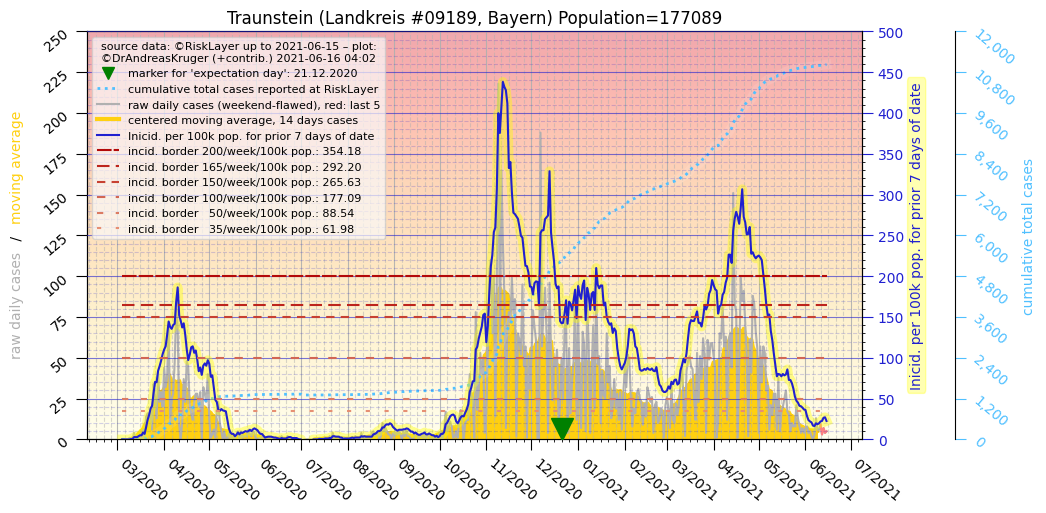 Traunstein (Landkreis #09189, Bayern) Population=177089
source data: ©RiskLayer up to 2021-06-15 – plot:
©DrAndreasKruger (+contrib.) 2021-06-16 04:02
marker for 'expectation day': 21.12.2020
cumulative total cases reported at RiskLayer
raw daily cases (weekend-flawed), red: last 5
centered moving average, 14 days cases
Inicid. per 100k pop. for prior 7 days of date
incid. border 200/week/100k pop.: 354.18
incid. border 165/week/100k pop.: 292.20
incid. border 150/week/100k pop.: 265.63
incid. border 100/week/100k pop.: 177.09
incid. border   50/week/100k pop.: 88.54
incid. border   35/week/100k pop.: 61.98
raw daily cases / moving average
250
225
200
175
150
125
100
75
50
25
0
03/2020
04/2020
05/2020
06/2020
07/2020
08/2020
09/2020
10/2020
11/2020
12/2020
01/2021
02/2021
03/2021
04/2021
05/2021
06/2021
07/2021
500
450
400
350
300
250
200
150
100
50
0
Inicid. per 100k pop. for prior 7 days of date
12,000
10,800
9,600
8,400
7,200
6,000
4,800
3,600
2,400
1,200
0
cumulative total cases